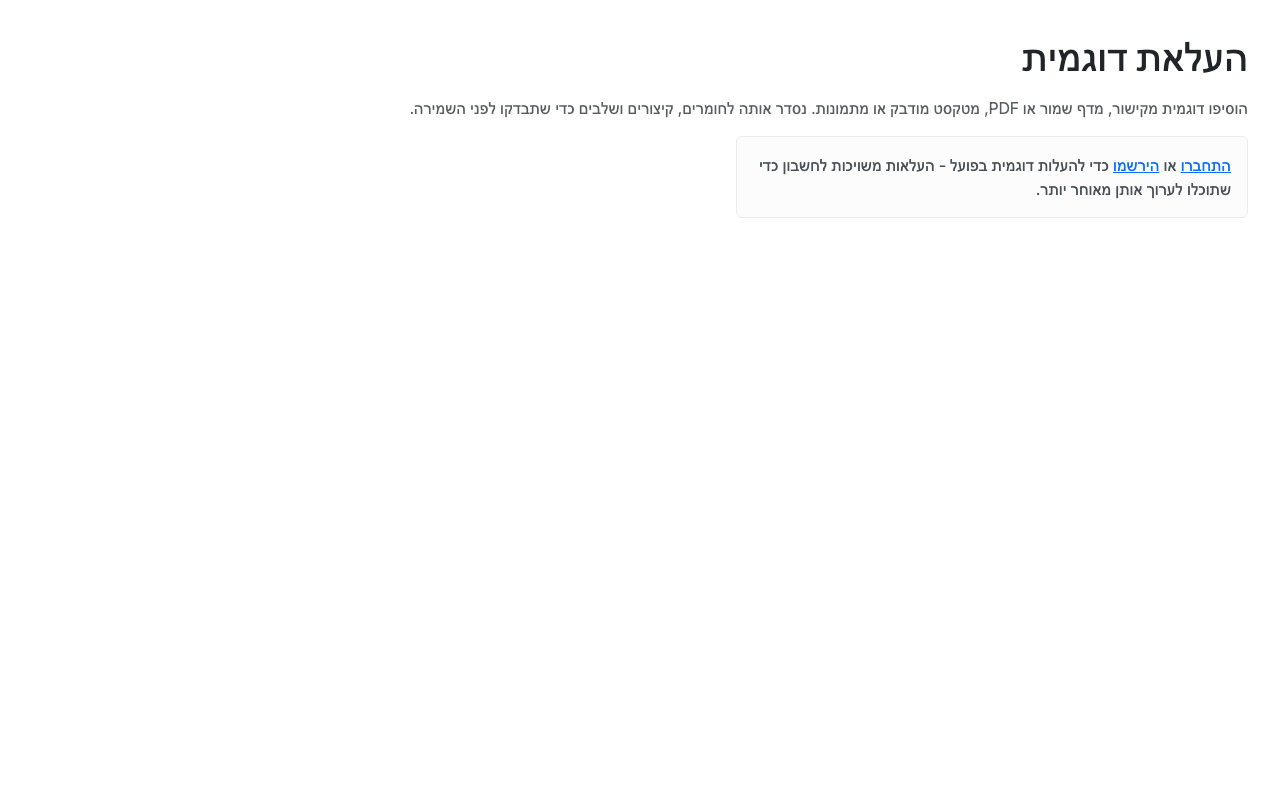 העלאת דוגמית
הוסיפו דוגמית מקישור, מדף שמור או PDF, מטקסט מודבק או מתמונות. נסדר אותה לחומרים, קיצורים ושלבים כדי שתבדקו לפני השמירה.
התחברו או הירשמו כדי להעלות דוגמית בפועל - העלאות משויכות לחשבון כדי
שתוכלו לערוך אותן מאוחר יותר.